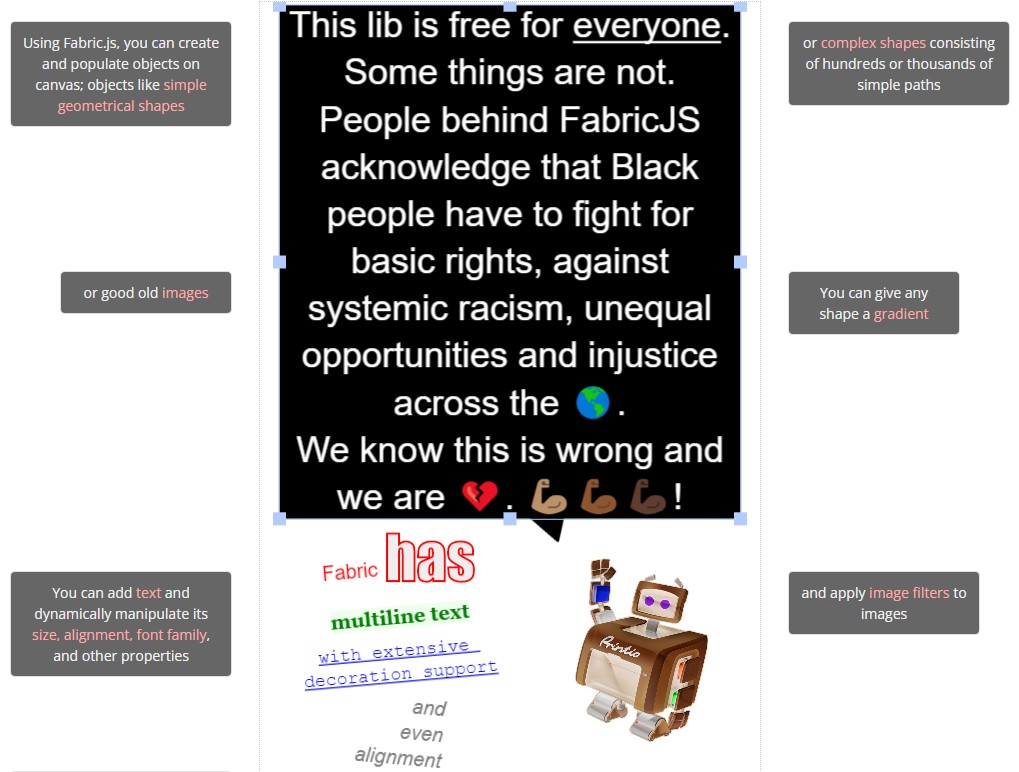 Using Fabric.js, you can create
and populate objects on
canvas; objects like simple
geometrical shapes
This lib is free for everyone.
Some things are not.
People behind FabricJS
acknowledge that Black
people have to fight for
basic rights, against
systemic racism, unequal
opportunities and injustice
across the 🌎 .
We know this is wrong and
we are 💔 . 💪🏽 💪🏾 💪🏿 !
or complex shapes consisting
of hundreds or thousands of
simple paths
or good old images
You can give any
shape a gradient
You can add text and
dynamically manipulate its
size, alignment, font family,
and other properties
Fabric has
multiline text
with extensive
decoration support
and
even
alignment
Printio
and apply image filters to
images